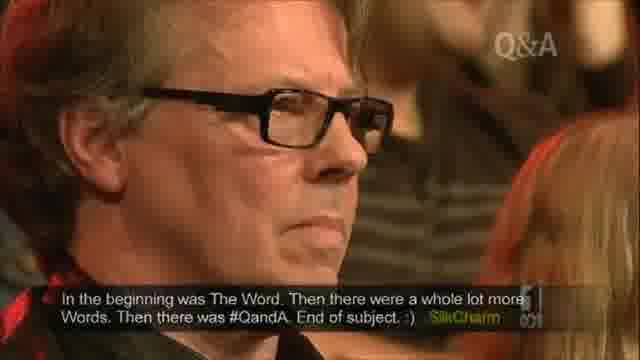 Q&A
In the beginning was The Word. Then there were a whole lot more
Words. Then there was #QandA. End of subject. :) SilkCharm